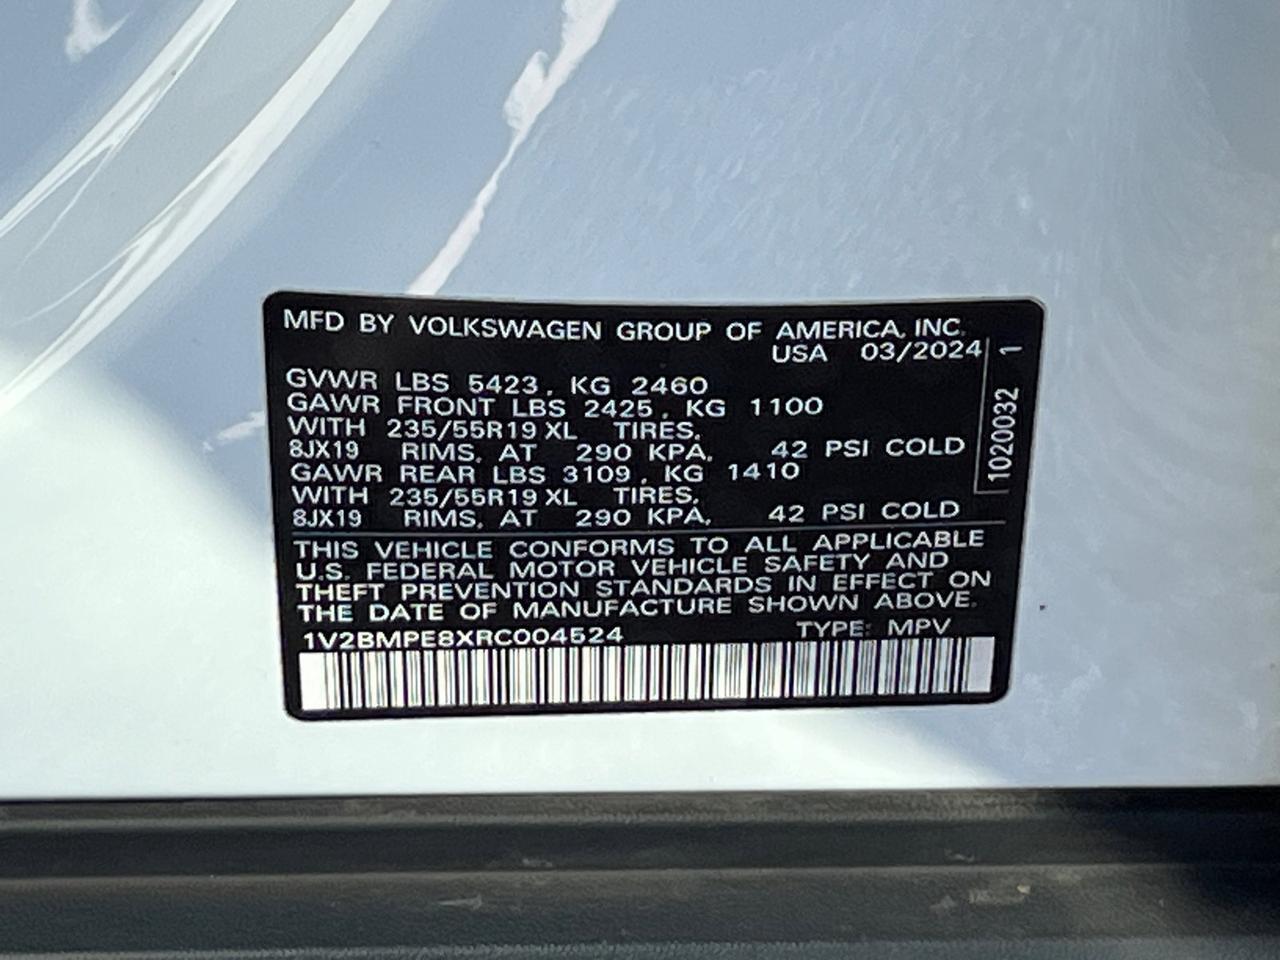 MFD BY VOLKSWAGEN GROUP OF AMERICA, INC.
USA 03/2024
GVWR LBS 5423, KG 2460
GAWR FRONT LBS 2425, KG 1100
WITH 235/55R19 XL TIRES,
8JX19 RIMS, AT 290 KPA, 42 PSI COLD
GAWR REAR LBS 3109, KG 1410
WITH 235/55R19 XL TIRES,
8JX19 RIMS, AT 290 KPA, 42 PSI COLD
1020032 1
THIS VEHICLE CONFORMS TO ALL APPLICABLE
U.S. FEDERAL MOTOR VEHICLE SAFETY AND
THEFT PREVENTION STANDARDS IN EFFECT ON
THE DATE OF MANUFACTURE SHOWN ABOVE.
1V2BMPE8XRC004524 TYPE: MPV